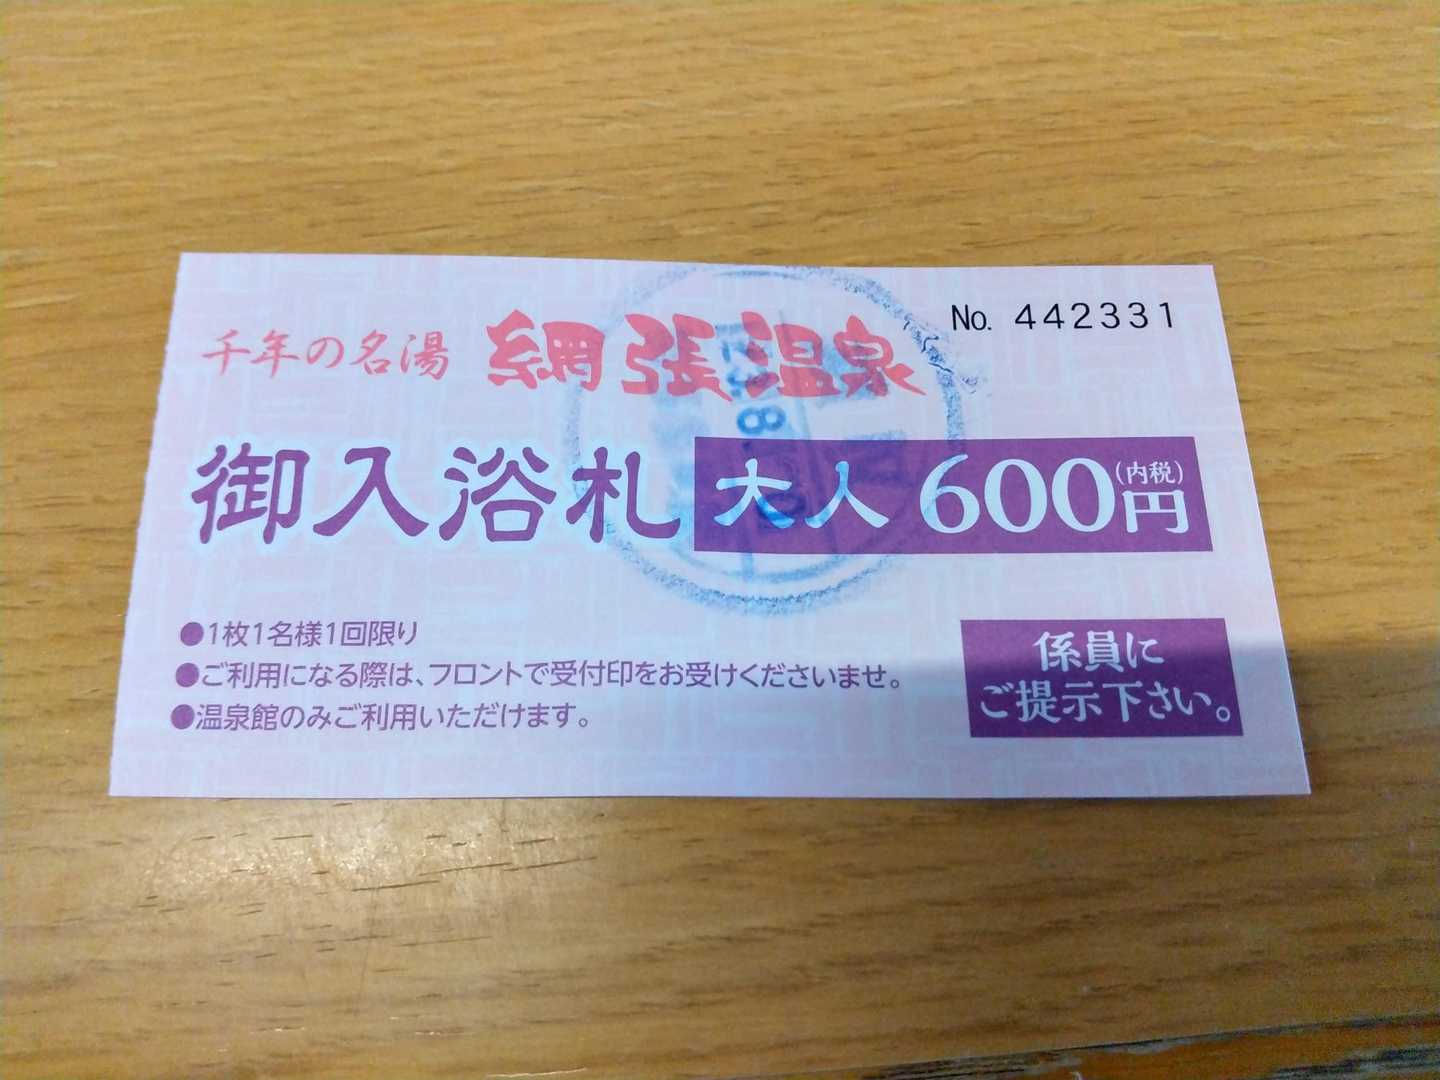 No. 442331
千年の名湯 網張温泉
御入浴札 大人 600円(内税)
●1枚1名様1回限り
●ご利用になる際は、フロントで受付印をお受けくださいませ。
●温泉館のみご利用いただけます。
係員に
ご提示下さい。